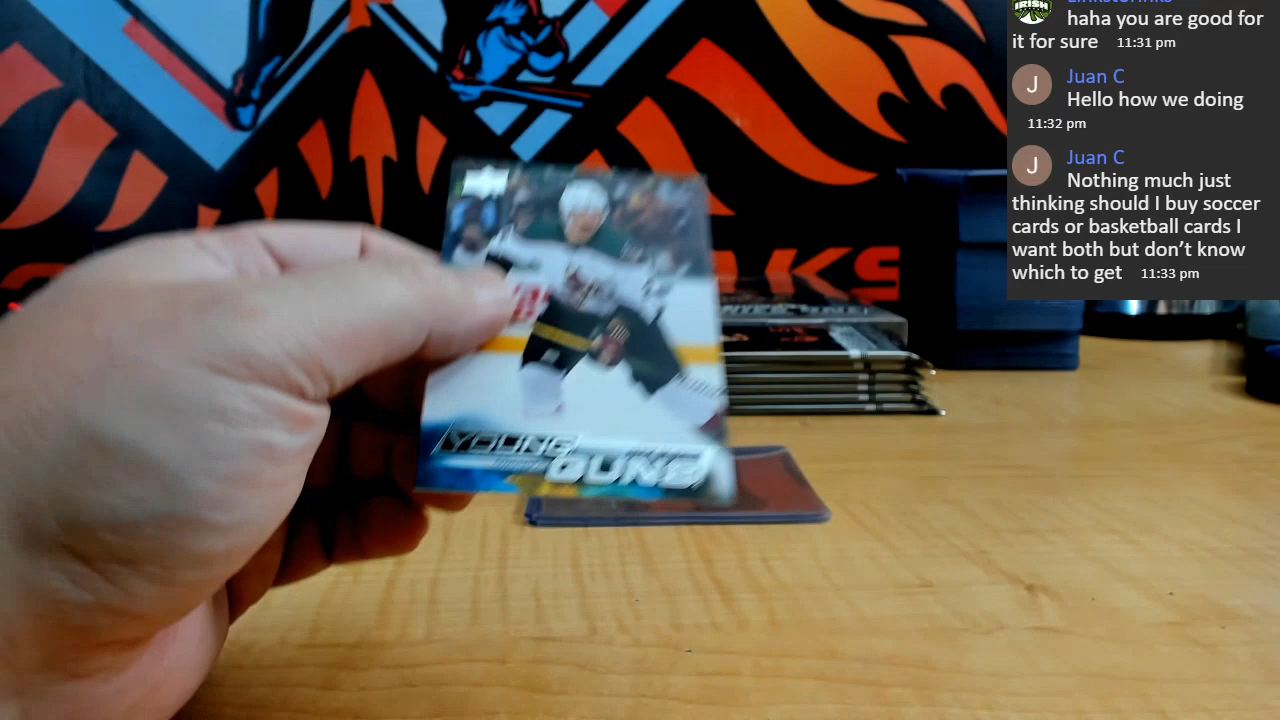 IRISH
haha you are good for
it for sure 11:31 pm
J
Juan C
Hello how we doing
11:32 pm
J
Juan C
Nothing much just
thinking should I buy soccer
cards or basketball cards I
want both but don't know
which to get 11:33 pm
YOUNG
GUNS